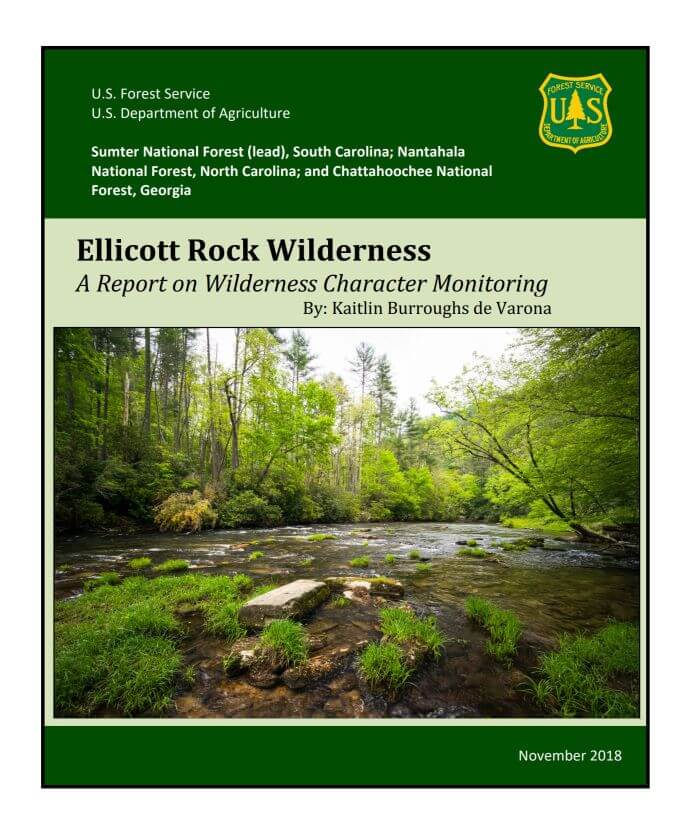 U.S. Forest Service
U.S. Department of Agriculture
Sumter National Forest (lead), South Carolina; Nantahala
National Forest, North Carolina; and Chattahoochee National
Forest, Georgia
FOREST SERVICE
U S
DEPARTMENT OF AGRICULTURE
Ellicott Rock Wilderness
A Report on Wilderness Character Monitoring
By: Kaitlin Burroughs de Varona
November 2018